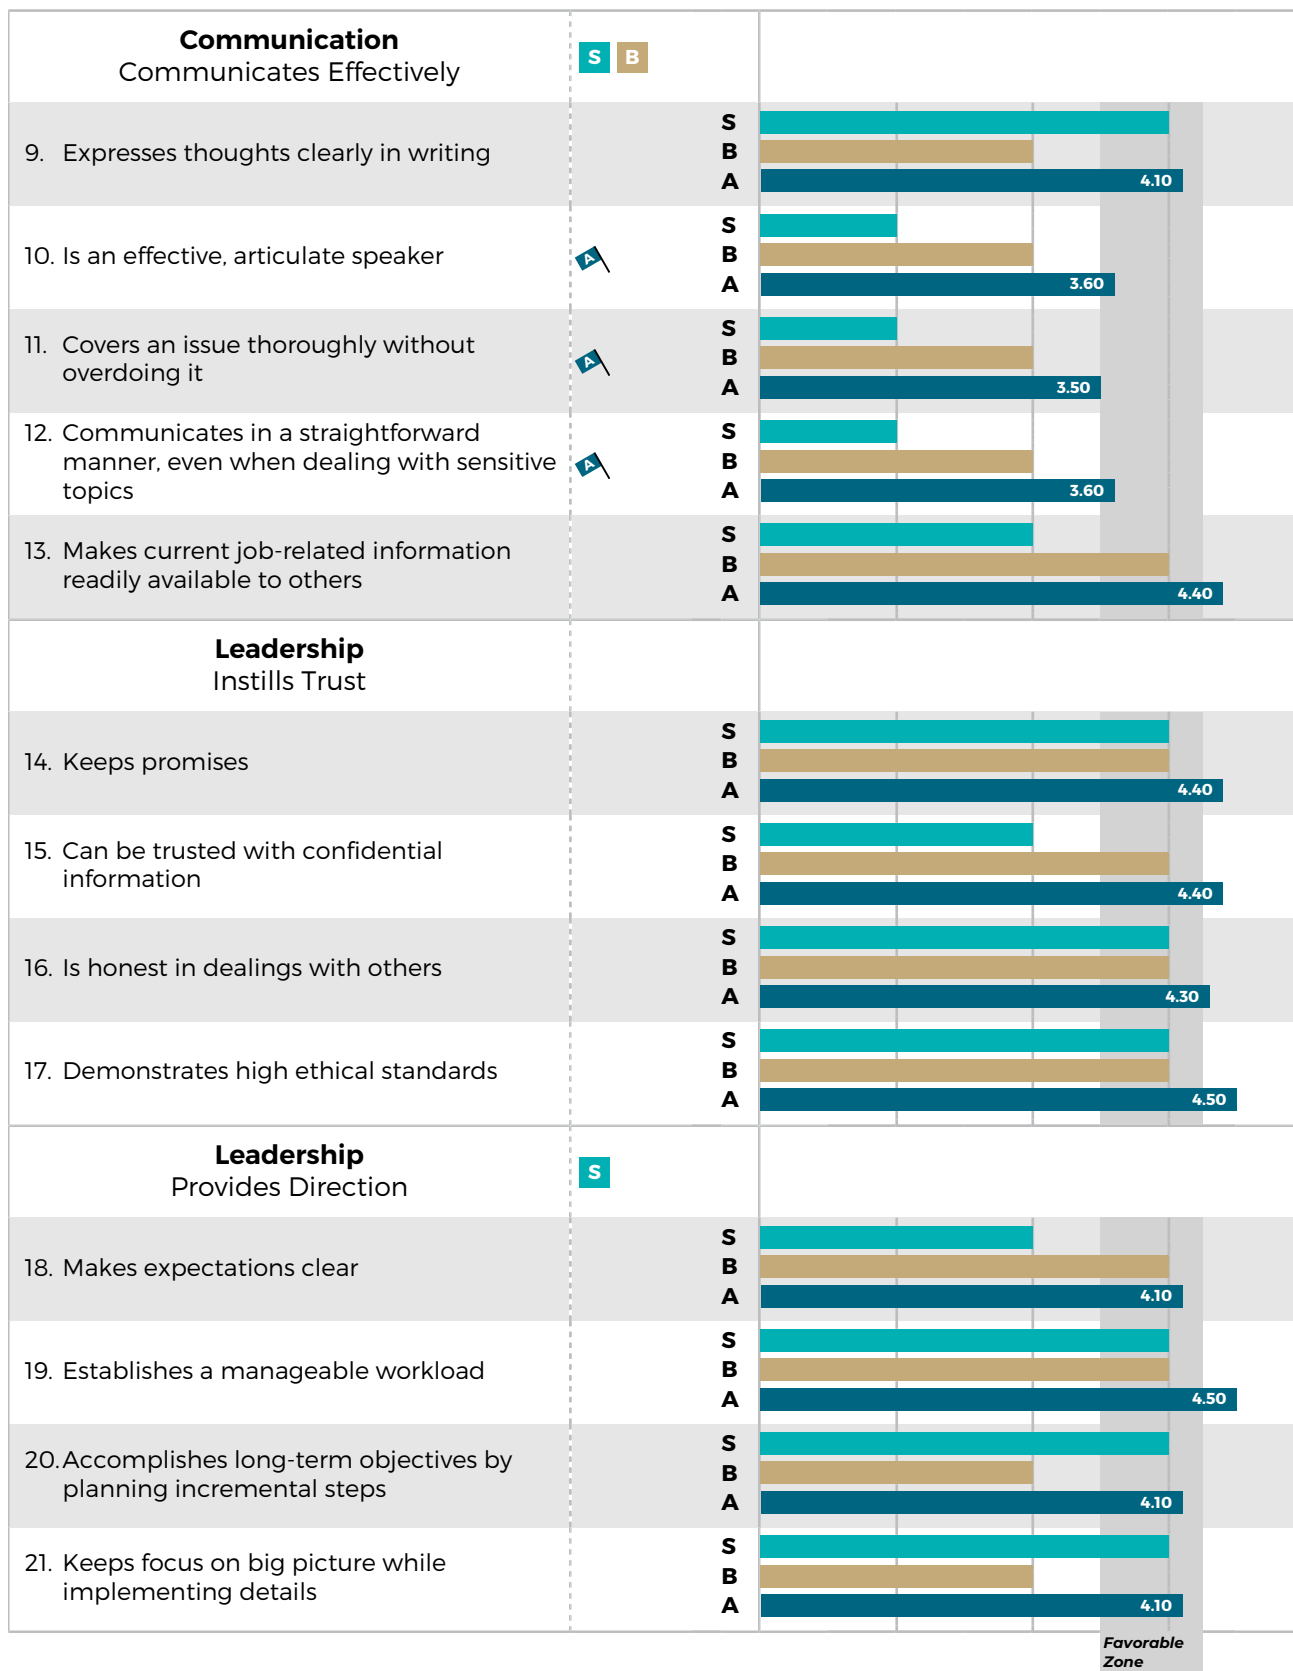 Communication
Communicates Effectively
S B
9. Expresses thoughts clearly in writing
S
B
A 4.10
10. Is an effective, articulate speaker
A
S
B
A 3.60
11. Covers an issue thoroughly without
overdoing it
A
S
B
A 3.50
12. Communicates in a straightforward
manner, even when dealing with sensitive
topics
A
S
B
A 3.60
13. Makes current job-related information
readily available to others
S
B
A 4.40
Leadership
Instills Trust
14. Keeps promises
S
B
A 4.40
15. Can be trusted with confidential
information
S
B
A 4.40
16. Is honest in dealings with others
S
B
A 4.30
17. Demonstrates high ethical standards
S
B
A 4.50
Leadership
Provides Direction
S
18. Makes expectations clear
S
B
A 4.10
19. Establishes a manageable workload
S
B
A 4.50
20. Accomplishes long-term objectives by
planning incremental steps
S
B
A 4.10
21. Keeps focus on big picture while
implementing details
S
B
A 4.10
Favorable
Zone